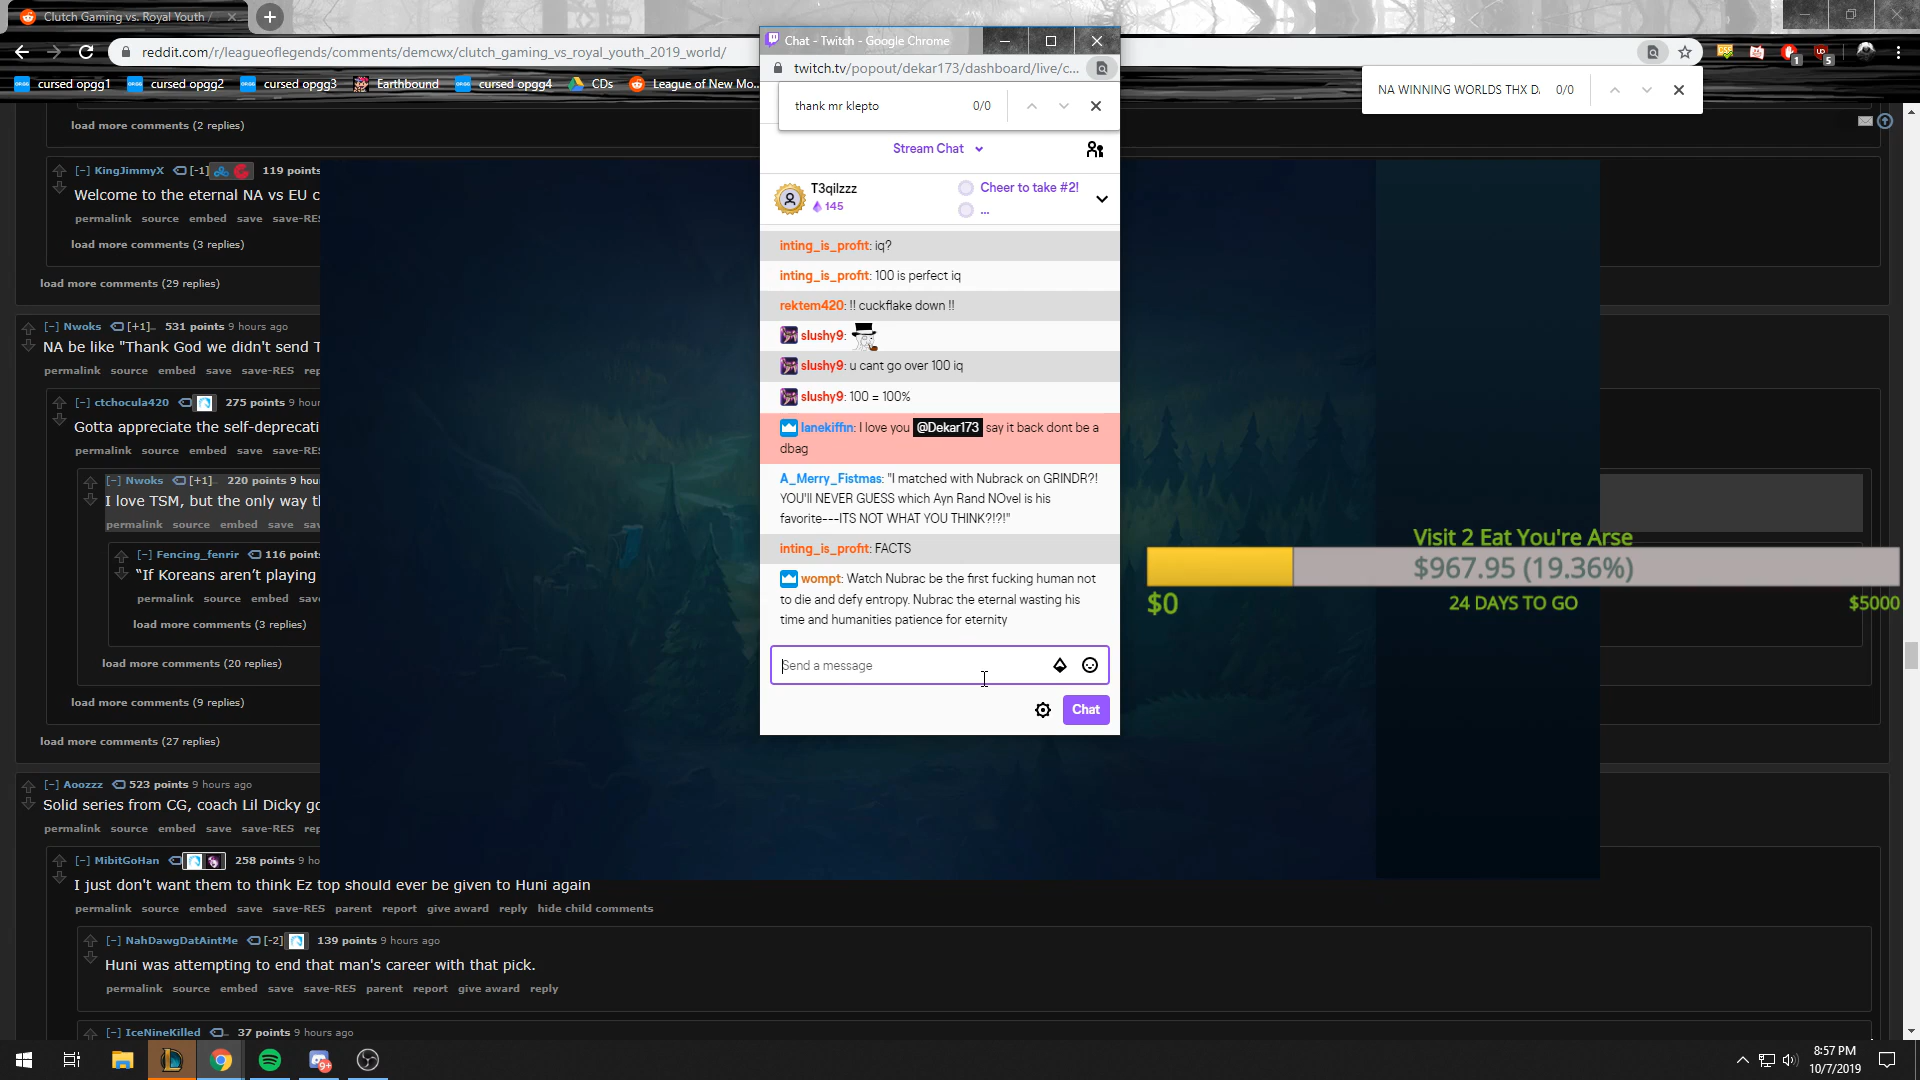 Clutch Gaming vs. Royal Youth /
reddit.com/r/leagueoflegends/comments/demcwx/clutch_gaming_vs_royal_youth_2019_world/
cursed opgg1
cursed opgg2
cursed opgg3
Earthbound
cursed opgg4
CDs
League of New Mo...
NA WINNING WORLDS THX D. 0/0
load more comments (2 replies)
[–] KingJimmyX [-1] 119 points
Welcome to the eternal NA vs EU c
permalink source embed save save-RES
load more comments (3 replies)
load more comments (29 replies)
[–] Nwoks [+1] 531 points 9 hours ago
NA be like "Thank God we didn't send T
permalink source embed save save-RES rep
[–] ctchocula420 275 points 9 hour
Gotta appreciate the self-deprecati
permalink source embed save save-RES
[–] Nwoks [+1] 220 points 9 hou
I love TSM, but the only way th
permalink source embed save sav
[–] Fencing_fenrir 116 points
“If Koreans aren’t playing
permalink source embed
load more comments (3 replies)
load more comments (20 replies)
load more comments (9 replies)
load more comments (27 replies)
[–] Aoozzz 523 points 9 hours ago
Solid series from CG, coach Lil Dicky go
permalink source embed save save-RES rep
[–] MibitGoHan 258 points 9 ho
I just don't want them to think Ez top should ever be given to Huni again
permalink source embed save save-RES parent report give award reply hide child comments
[–] NahDawgDatAintMe [-2] 139 points 9 hours ago
Huni was attempting to end that man's career with that pick.
permalink source embed save save-RES parent report give award reply
[–] IceNineKilled 37 points 9 hours ago
Chat - Twitch - Google Chrome
twitch.tv/popout/dekar173/dashboard/live/c...
thank mr klepto 0/0
Stream Chat
T3qilzzz
145
Cheer to take #2!
...
inting_is_profit: iq?
inting_is_profit: 100 is perfect iq
rektem420: !! cuckflake down !!
slushy9:
slushy9: u cant go over 100 iq
slushy9: 100 = 100%
lanekiffin: I love you @Dekar173 say it back dont be a
dbag
A_Merry_Fistmas: "I matched with Nubrack on GRINDR?!
YOU'll NEVER GUESS which Ayn Rand NOvel is his
favorite---ITS NOT WHAT YOU THINK?!?!"
inting_is_profit: FACTS
wompt: Watch Nubrac be the first fucking human not
to die and defy entropy. Nubrac the eternal wasting his
time and humanities patience for eternity
Send a message
Chat
Visit 2 Eat You're Arse
$967.95 (19.36%)
$0
24 DAYS TO GO
$5000
1
5
9+
8:57 PM
10/7/2019